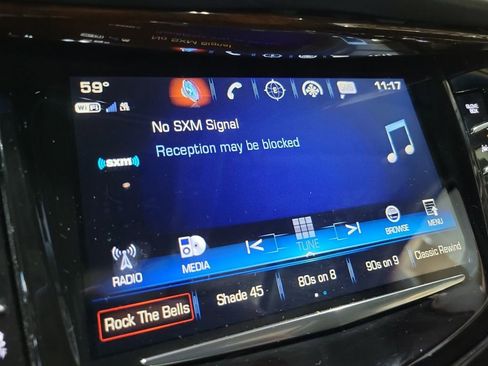 59°
11:17
WiFi
No SXM Signal
Reception may be blocked
((SXM))
RADIO
MEDIA
TUNE
BROWSE
MENU
Rock The Bells
Shade 45
80s on 8
90s on 9
Classic Rewind